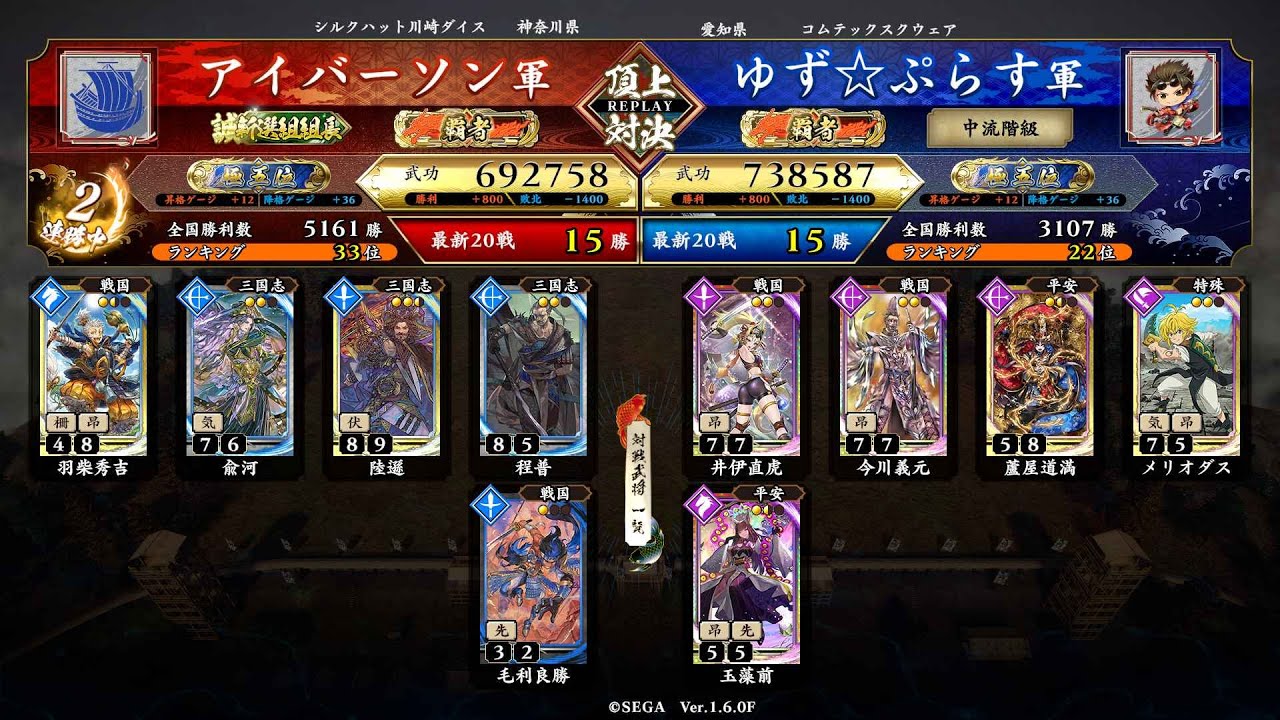 シルクハット川崎ダイス 神奈川県
愛知県 コムテックスクウェア
アイバーソン軍
頂上
REPLAY
対決
ゆず☆ぷらす軍
誠新選組組長
覇者
覇者
中流階級
極王位
昇格ゲージ +12 降格ゲージ +36
武功 692758
勝利 +800 敗北 -1400
武功 738587
勝利 +800 敗北 -1400
極王位
昇格ゲージ +12 降格ゲージ +36
2
連勝中
全国勝利数 5161勝
ランキング 33位
最新20戦 15勝
最新20戦 15勝
全国勝利数 3107勝
ランキング 22位
戦国
柵 昂
4 8
羽柴秀吉
三国志
気
7 6
兪河
三国志
伏
8 9
陸遜
三国志
8 5
程普
対戦武将一覧
戦国
昂
7 7
井伊直虎
戦国
昂
7 7
今川義元
平安
5 8
蘆屋道満
特殊
気 昂
7 5
メリオダス
戦国
先
3 2
毛利良勝
平安
昂 先
5 5
玉藻前
©SEGA Ver.1.6.0F